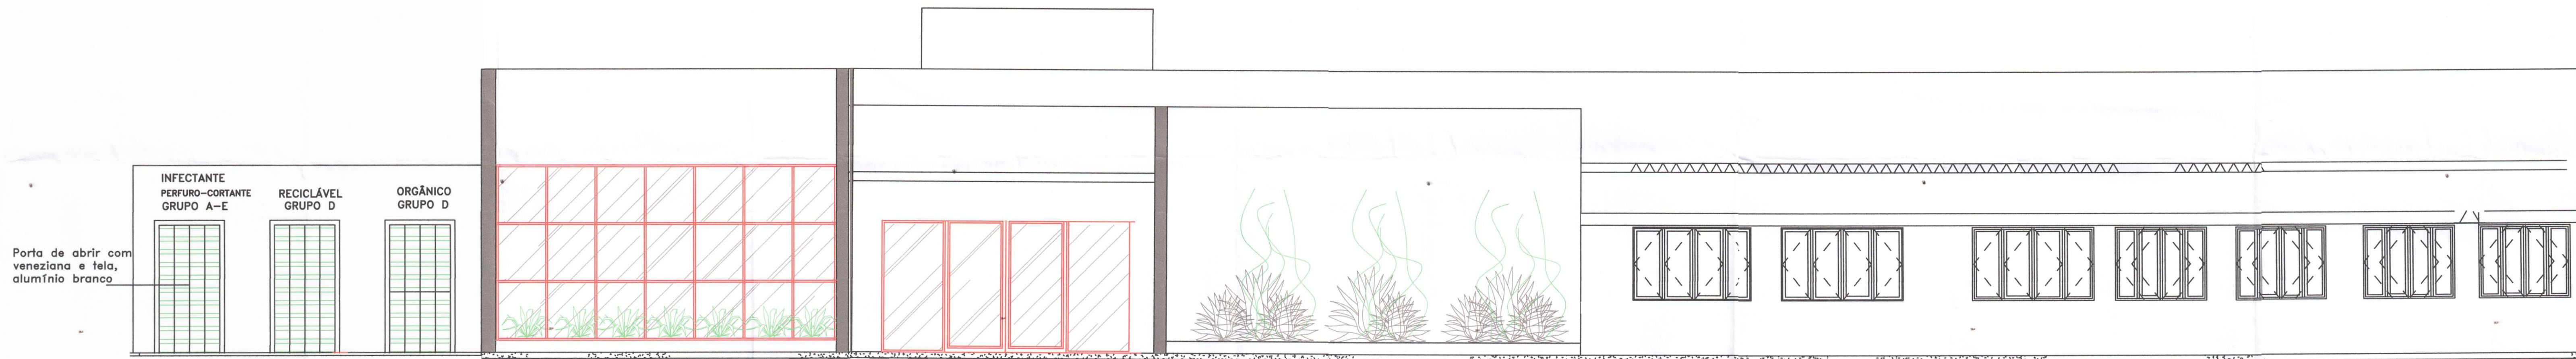 INFECTANTE
PERFURO-CORTANTE
GRUPO A-E
RECICLÁVEL
GRUPO D
ORGÂNICO
GRUPO D
Porta de abrir com
veneziana e tela,
alumínio branco